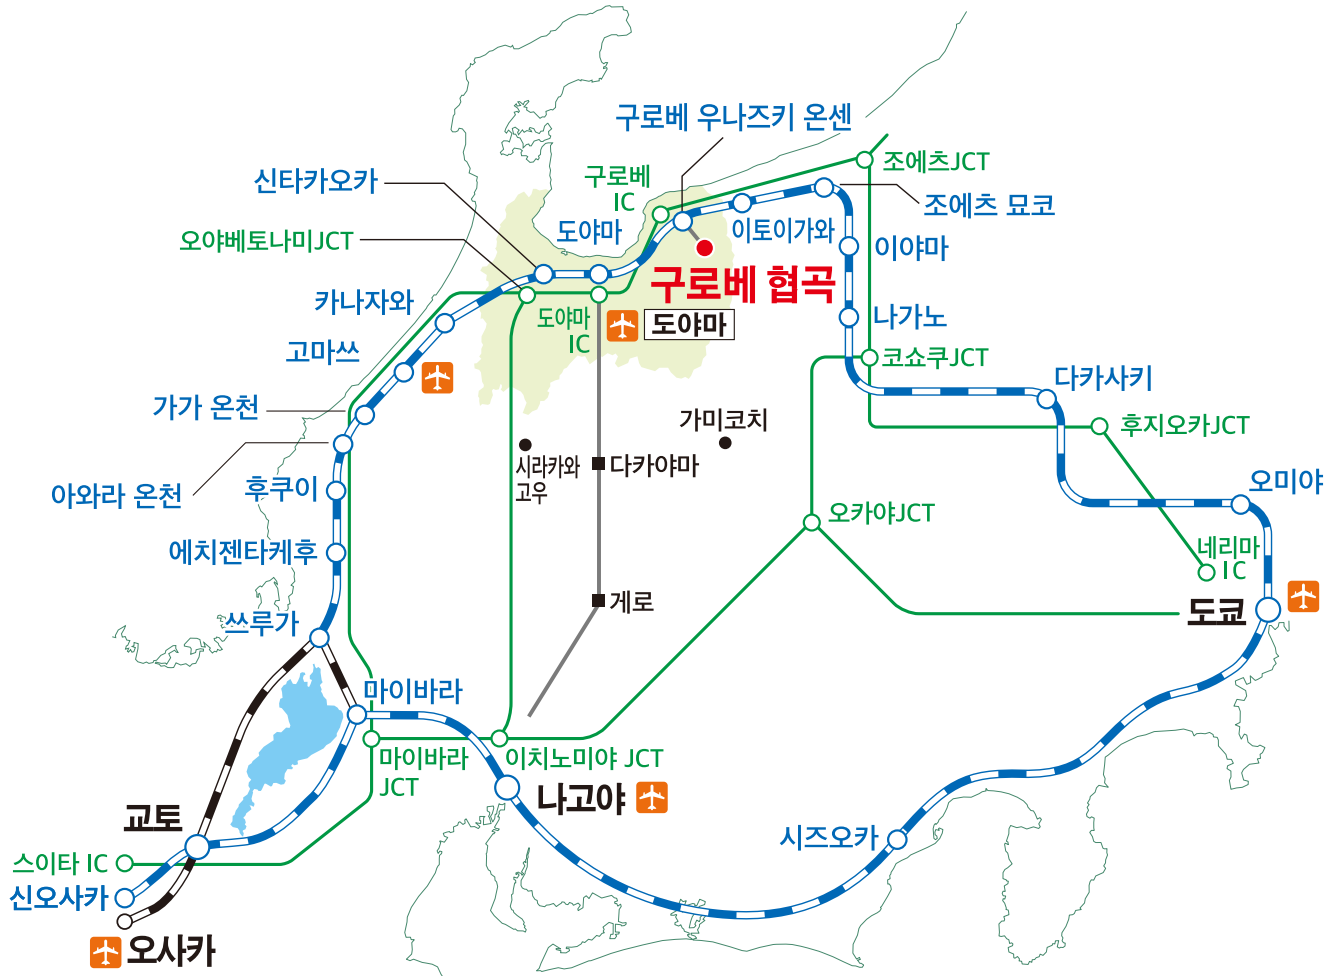 구로베 우나즈키 온센
조에츠JCT
구로베
IC
신타카오카
조에츠 묘코
도야마
이토이가와
오야베토나미JCT
이야마
구로베 협곡
카나자와
도야마
IC
도야마
나가노
고마쓰
코쇼쿠JCT
다카사키
가가 온천
가미코치
후지오카JCT
시라카와
고우
다카야마
아와라 온천
후쿠이
오미야
오카야JCT
에치젠타케후
네리마
IC
게로
도쿄
쓰루가
마이바라
마이바라
JCT
이치노미야 JCT
나고야
교토
시즈오카
스이타 IC
신오사카
오사카